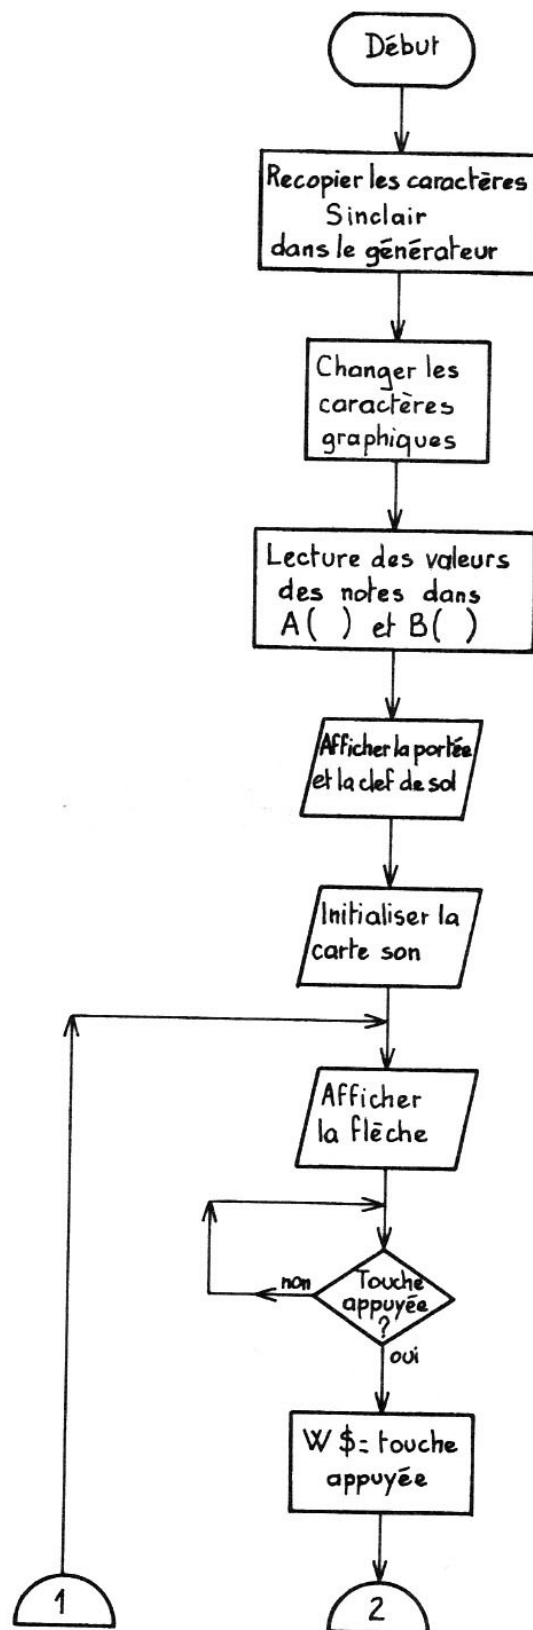 Début
Recopier les caractères
Sinclair
dans le générateur
Changer les
caractères
graphiques
Lecture des valeurs
des notes dans
A( ) et B( )
Afficher la portée
et la clef de sol
Initialiser la
carte son
Afficher
la flèche
non
Touche
appuyée
?
oui
W $= touche
appuyée
1
2